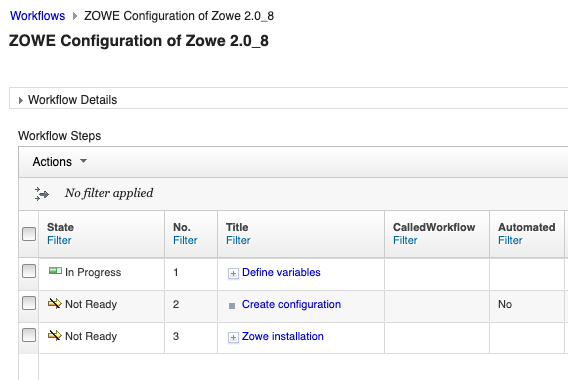 Workflows ZOWE Configuration of Zowe 2.0_8
ZOWE Configuration of Zowe 2.0_8
Workflow Details
Workflow Steps
Actions
No filter applied
State No. Title CalledWorkflow Automated
Filter Filter Filter Filter Filter
In Progress 1 Define variables
Not Ready 2 Create configuration No
Not Ready 3 Zowe installation